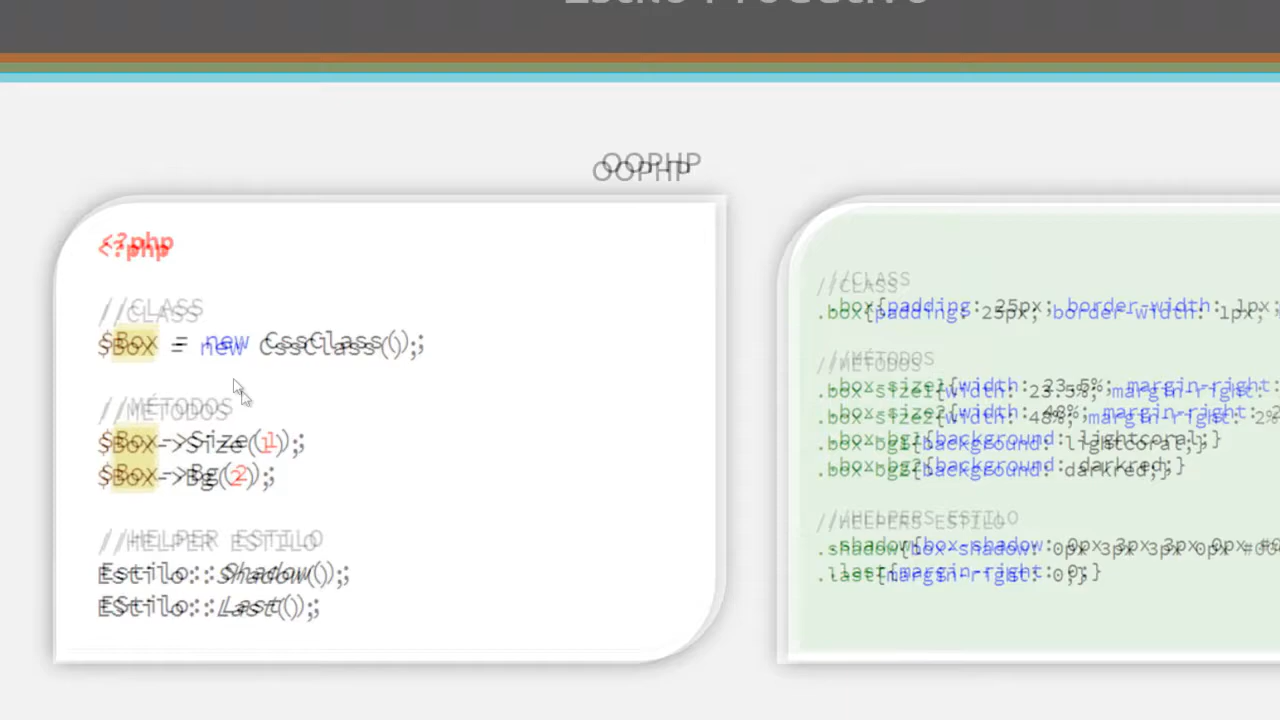 OOPHP
<?php
//CLASS
$Box = new CssClass();
//MÉTODOS
$Box->Size(1);
$Box->Bg(2);
//HELPER ESTILO
Estilo::Shadow();
EStilo::Last();
//CLASS
.box{padding: 25px; border-width: 1px;
//MÉTODOS
.box-size1{width: 23.5%; margin-right:
.box-size2{width: 48%; margin-right: 2%
.box-bg1{background: lightcoral;}
.box-bg2{background: darkred;}
//HELPERS ESTILO
.shadow{box-shadow: 0px 3px 3px 0px
.last{margin-right: 0;}